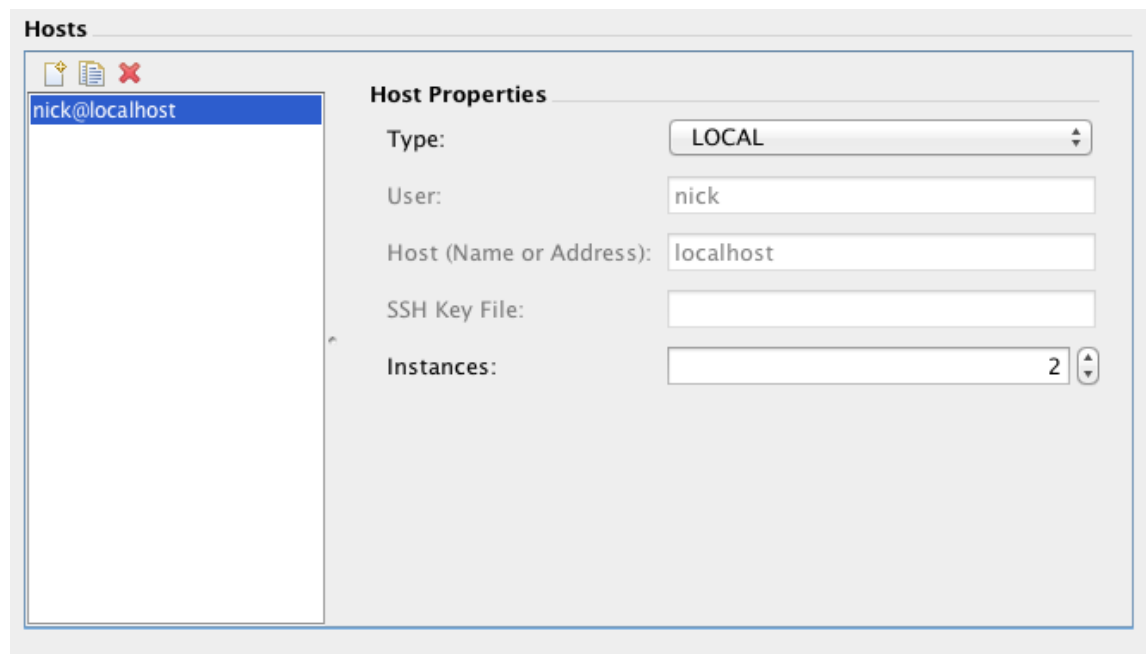 Hosts
nick@localhost
Host Properties
Type: LOCAL
User: nick
Host (Name or Address): localhost
SSH Key File:
Instances: 2